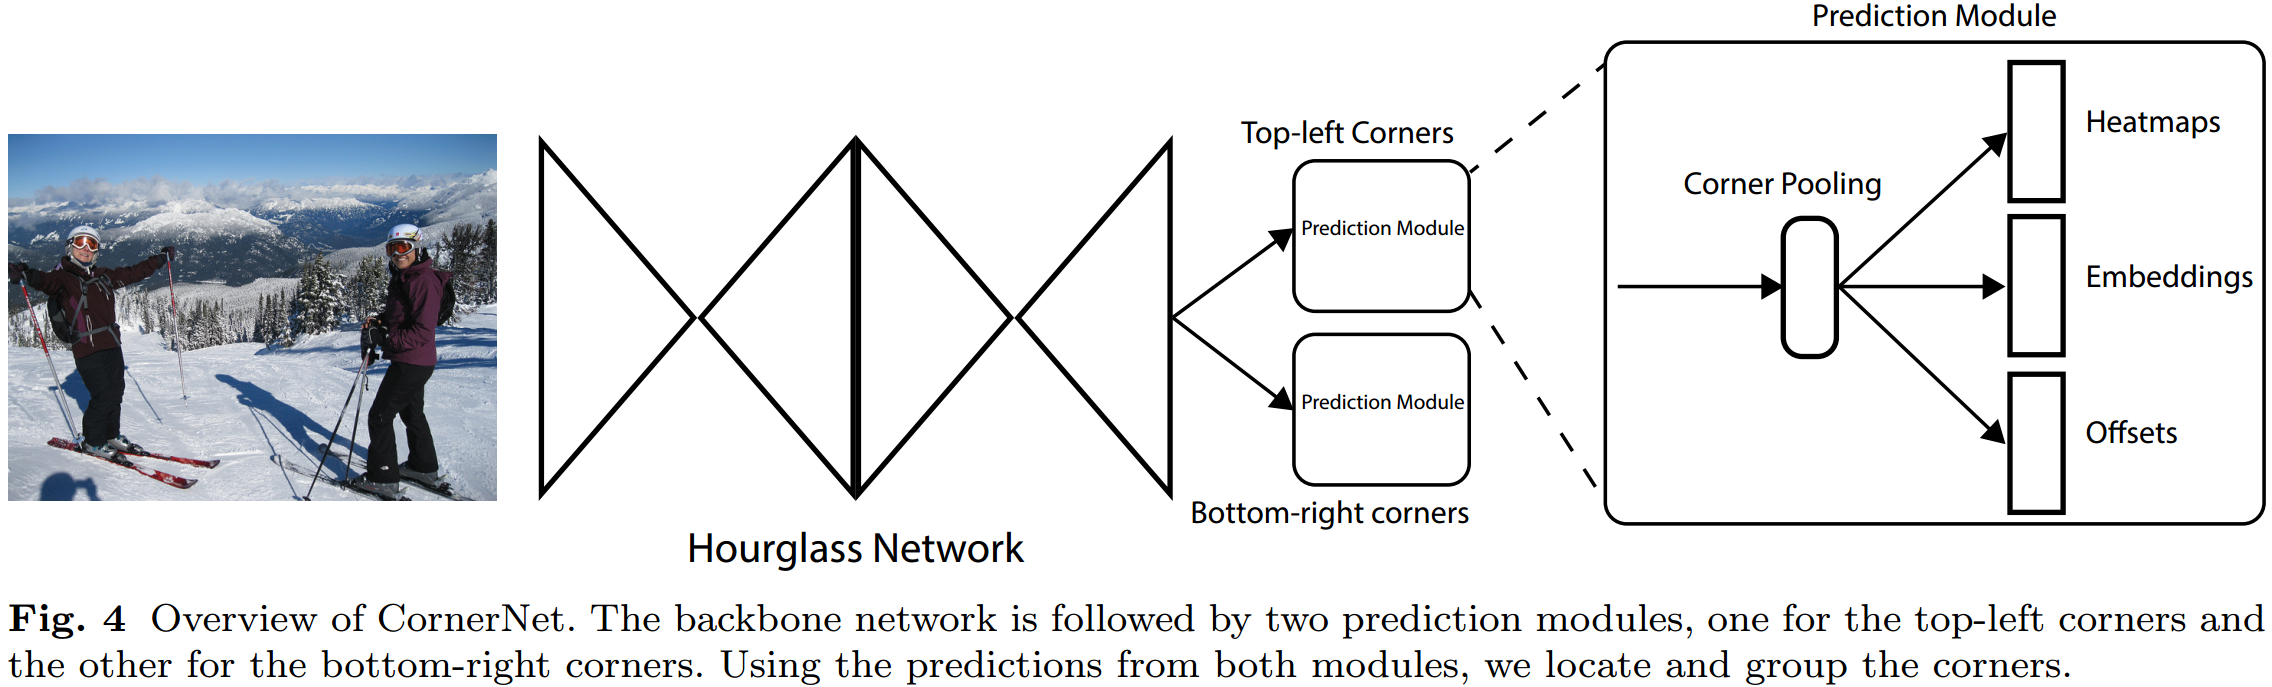 Prediction Module
Top-left Corners
Heatmaps
Corner Pooling
Prediction Module
Embeddings
Prediction Module
Offsets
Bottom-right corners
Hourglass Network
Fig. 4 Overview of CornerNet. The backbone network is followed by two prediction modules, one for the top-left corners and
the other for the bottom-right corners. Using the predictions from both modules, we locate and group the corners.